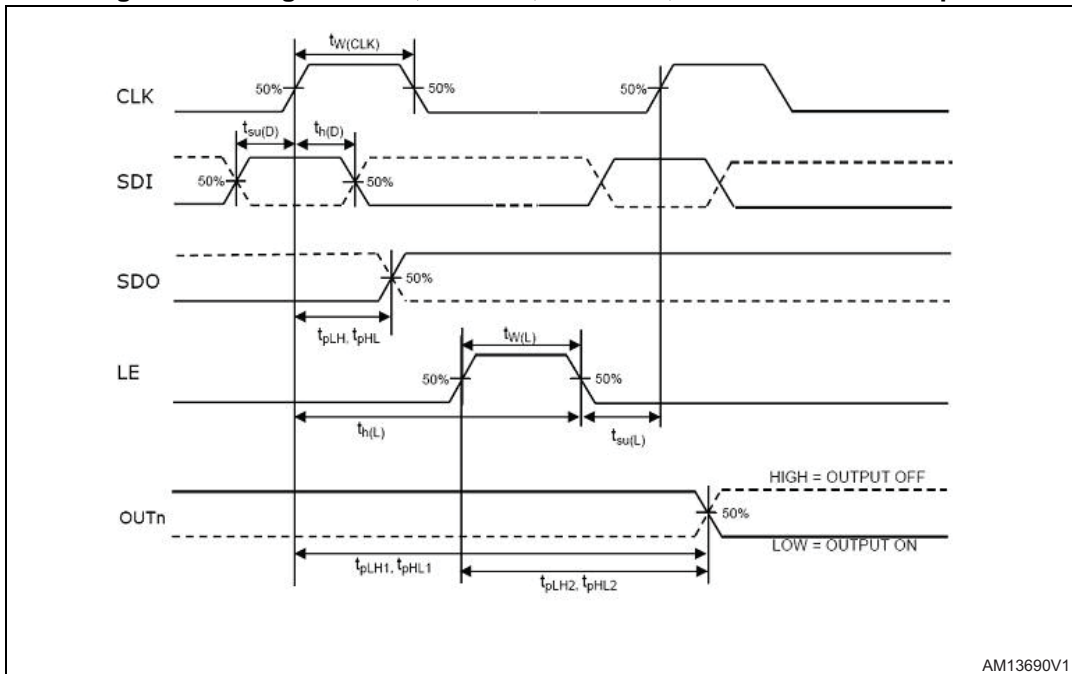 tW(CLK)
CLK
50%
50%
50%
tsu(D)
th(D)
SDI
50%
50%
SDO
50%
tpLH, tpHL
tW(L)
LE
50%
50%
th(L)
tsu(L)
HIGH = OUTPUT OFF
OUTn
50%
LOW = OUTPUT ON
tpLH1, tpHL1
tpLH2, tpHL2
AM13690V1